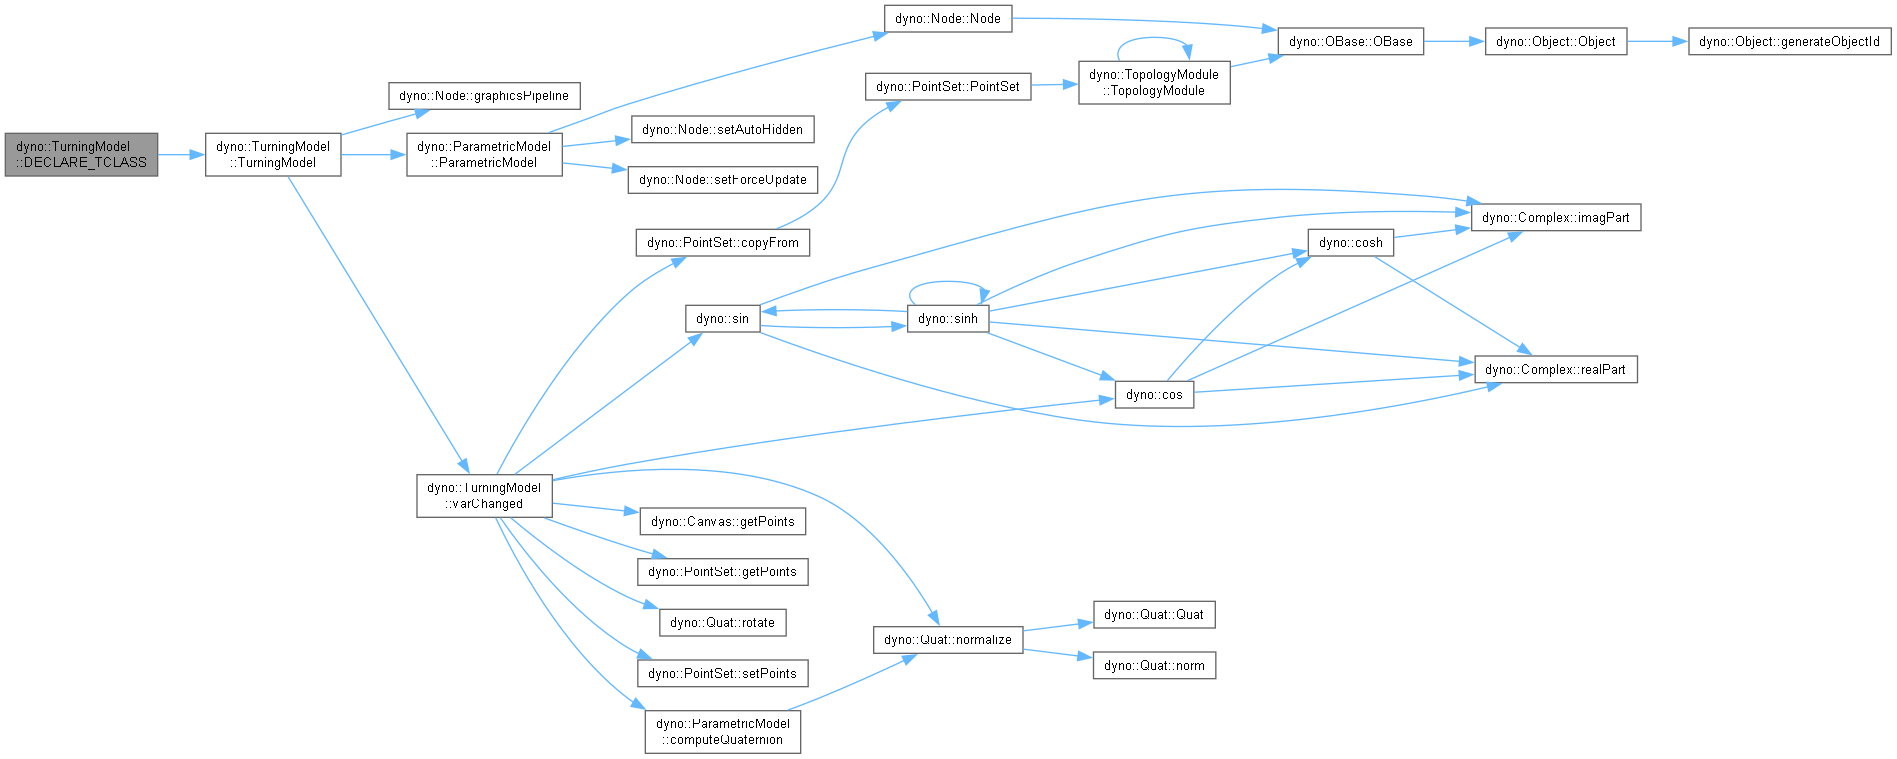 dyno::TurningModel
::DECLARE_TCLASS
dyno::TurningModel
::TurningModel
dyno::Node::graphicsPipeline
dyno::ParametricModel
::ParametricModel
dyno::Node::Node
dyno::OBase::OBase
dyno::Object::Object
dyno::Object::generateObjectId
dyno::TopologyModule
::TopologyModule
dyno::PointSet::PointSet
dyno::Node::setAutoHidden
dyno::Node::setForceUpdate
dyno::PointSet::copyFrom
dyno::Complex::imagPart
dyno::cosh
dyno::sin
dyno::sinh
dyno::Complex::realPart
dyno::cos
dyno::TurningModel
::varChanged
dyno::Canvas::getPoints
dyno::PointSet::getPoints
dyno::Quat::rotate
dyno::Quat::normalize
dyno::Quat::Quat
dyno::Quat::norm
dyno::PointSet::setPoints
dyno::ParametricModel
::computeQuaternion